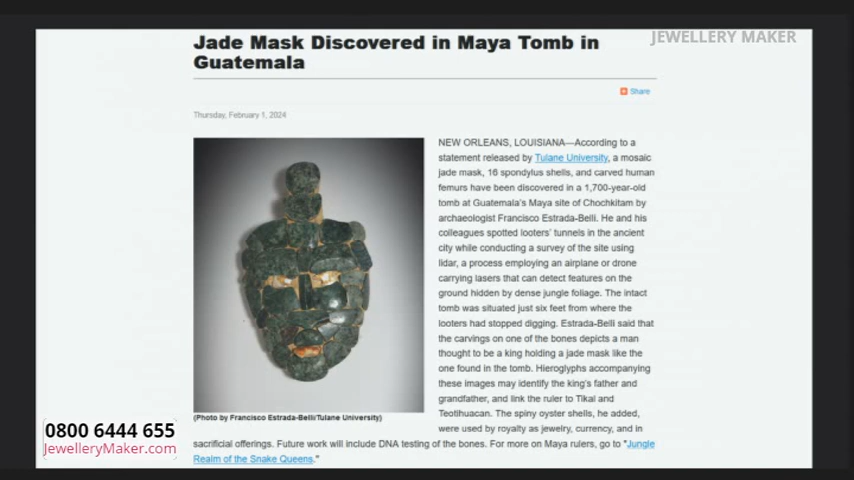 JEWELLERY MAKER
Jade Mask Discovered in Maya Tomb in
Guatemala
Share
Thursday, February 1, 2024
NEW ORLEANS, LOUISIANA—According to a
statement released by Tulane University, a mosaic
jade mask, 16 spondylus shells, and carved human
femurs have been discovered in a 1,700-year-old
tomb at Guatemala's Maya site of Chochkitam by
archaeologist Francisco Estrada-Belli. He and his
colleagues spotted looters' tunnels in the ancient
city while conducting a survey of the site using
lidar, a process employing an airplane or drone
carrying lasers that can detect features on the
ground hidden by dense jungle foliage. The intact
tomb was situated just six feet from where the
looters had stopped digging. Estrada-Belli said that
the carvings on one of the bones depicts a man
thought to be a king holding a jade mask like the
one found in the tomb. Hieroglyphs accompanying
these images may identify the king's father and
grandfather, and link the ruler to Tikal and
Teotihuacan. The spiny oyster shells, he added,
were used by royalty as jewelry, currency, and in
(Photo by Francisco Estrada-Belli/Tulane University)
sacrificial offerings. Future work will include DNA testing of the bones. For more on Maya rulers, go to "Jungle
Realm of the Snake Queens."
0800 6444 655
JewelleryMaker.com